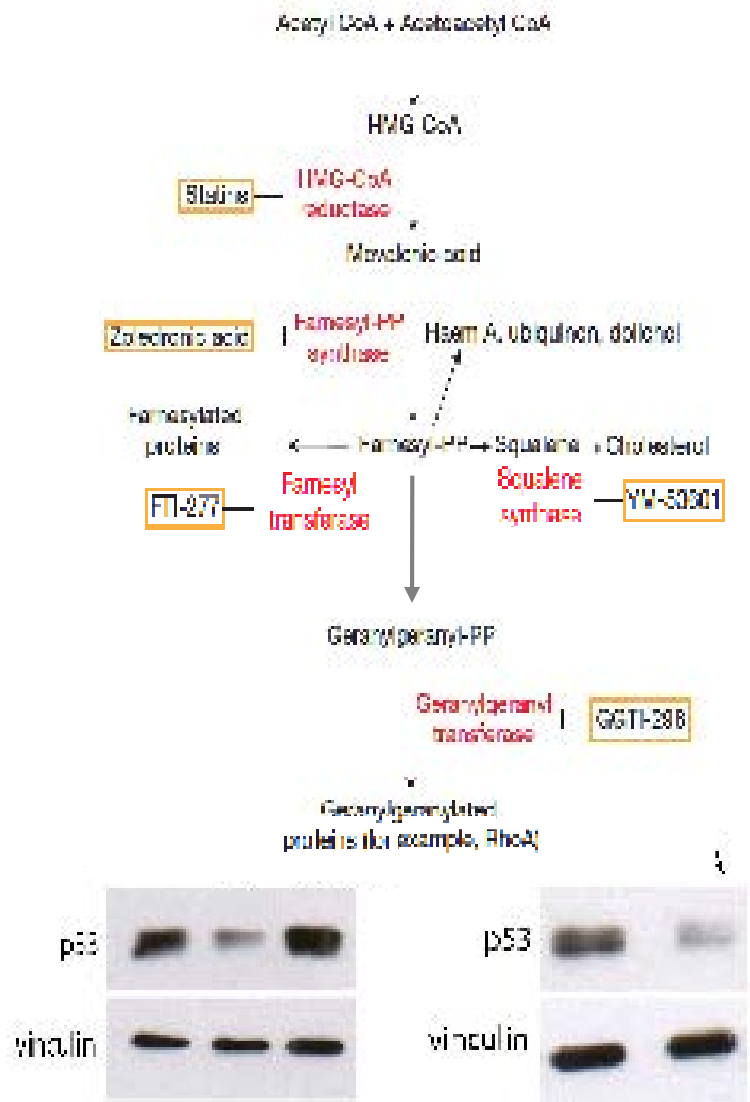 Acetyl CoA + Acetoacetyl CoA
HMG-CoA
Statins
HMG-CoA
reductase
Mevalonic acid
Zoledronic acid
Farnesyl-PP
synthase
Haem A, ubiquinon, dolichol
Farnesylated
proteins
Farnesyl-PP
Squalene
Cholesterol
FTI-277
Farnesyl
transferase
Squalene
synthase
Geranylgeranyl-PP
Geranylgeranyl
transferase
GGTI-298
Geranylgeranylated
proteins (for example, RhoA)
p53
p53
vinculin
vinculin